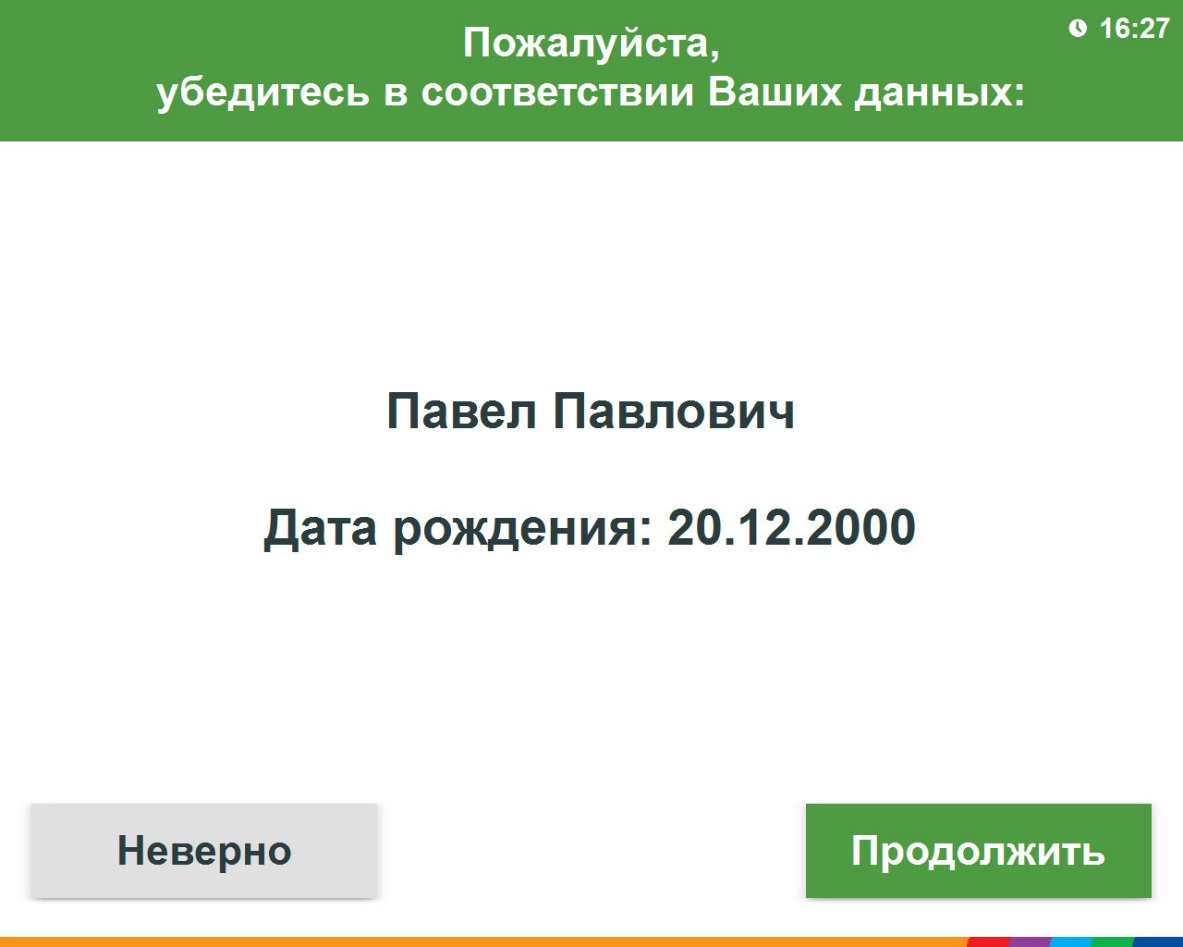 16:27
Пожалуйста,
убедитесь в соответствии Ваших данных:
Павел Павлович
Дата рождения: 20.12.2000
Неверно
Продолжить